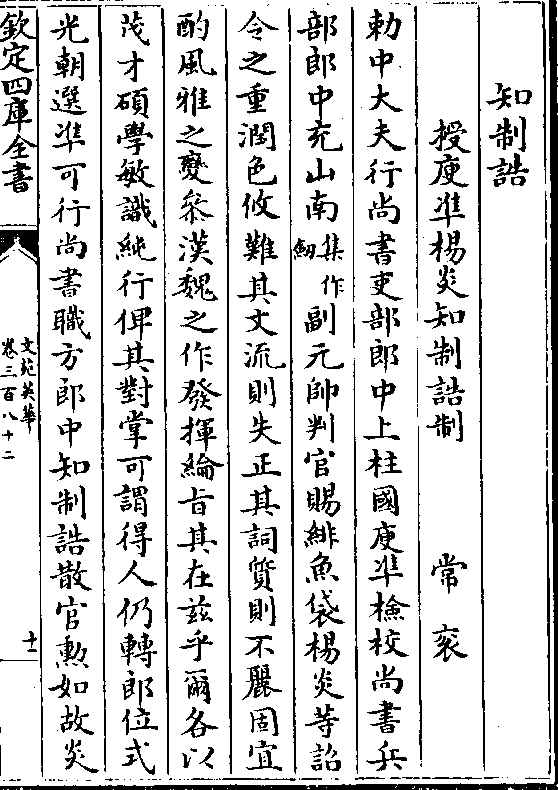 知制誥
授庾準楊炎知制誥制 常衮
勅中大夫行尚書吏部郎中上柱國庾準檢校尚書兵
部郎中充山南集作劒副元帥判官賜緋魚袋楊炎等詔
令之重潤色攸難其文流則失正其詞質則不麗固宜
酌風雅之變參漢魏之作發揮綸旨其在兹乎爾各以
茂才碩學敏識純行俾其對掌可謂得人仍轉郎位式
光朝選準可行尚書職方郎中知制誥散官勲如故炎
欽定四庫全書
文苑英華
卷三百八十二
十一